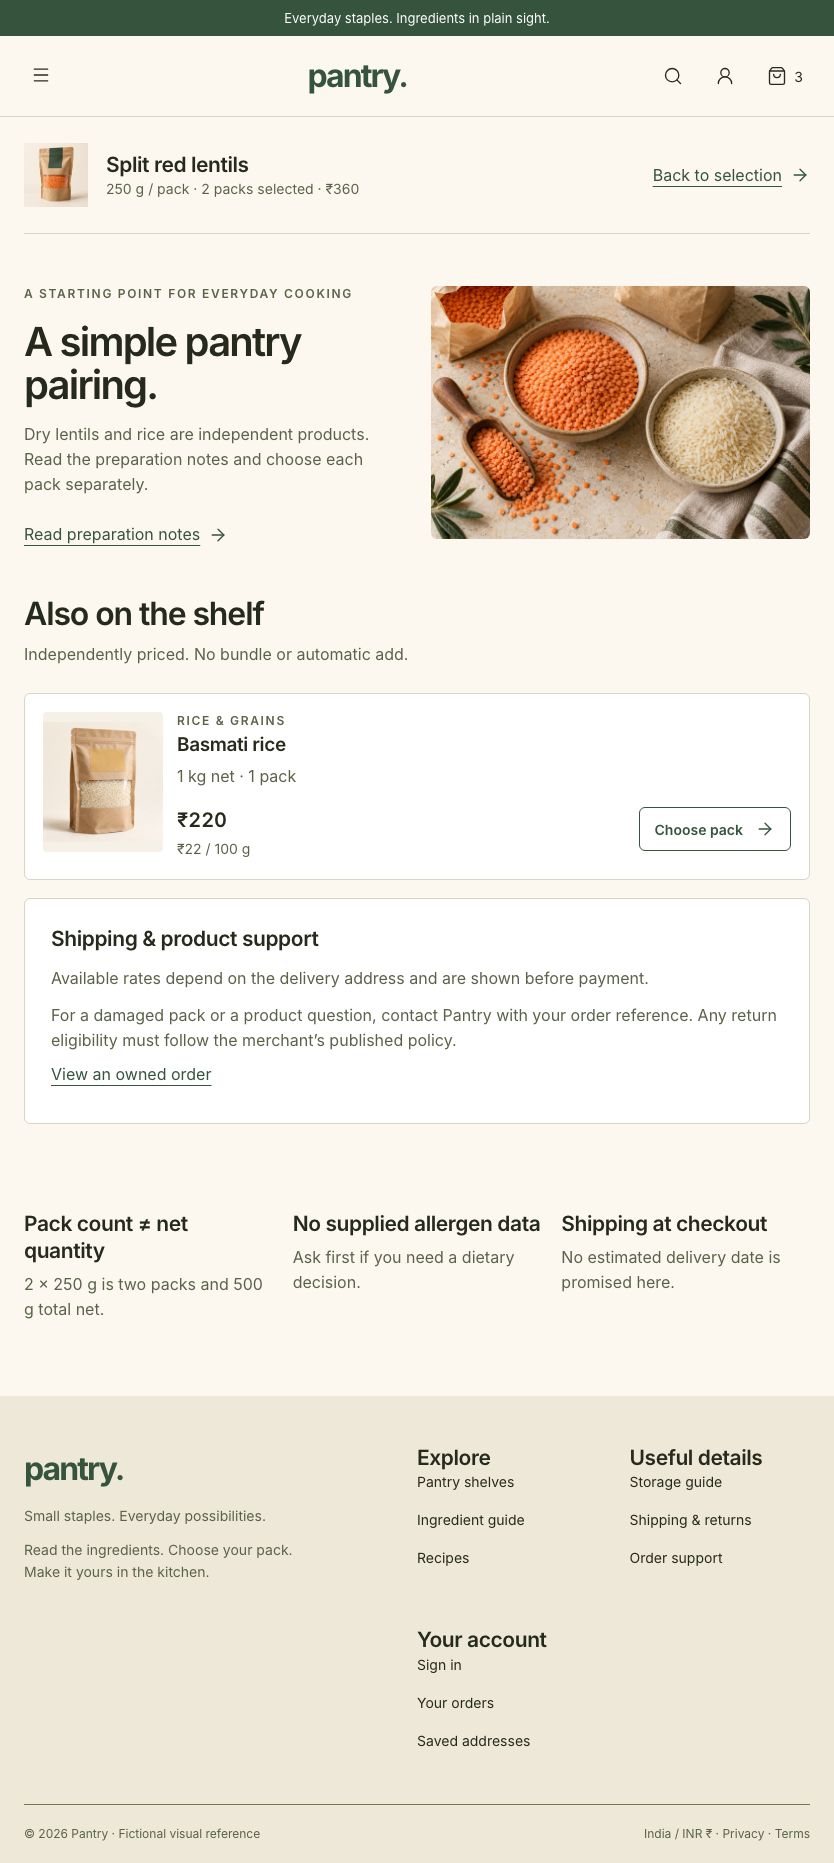 Everyday staples. Ingredients in plain sight.
pantry.
3
Split red lentils
250 g / pack · 2 packs selected · ₹360
Back to selection
A STARTING POINT FOR EVERYDAY COOKING
A simple pantry
pairing.
Dry lentils and rice are independent products.
Read the preparation notes and choose each
pack separately.
Read preparation notes
Also on the shelf
Independently priced. No bundle or automatic add.
RICE & GRAINS
Basmati rice
1 kg net · 1 pack
₹220
₹22 / 100 g
Choose pack
Shipping & product support
Available rates depend on the delivery address and are shown before payment.
For a damaged pack or a product question, contact Pantry with your order reference. Any return
eligibility must follow the merchant’s published policy.
View an owned order
Pack count ≠ net
quantity
2 × 250 g is two packs and 500
g total net.
No supplied allergen data
Ask first if you need a dietary
decision.
Shipping at checkout
No estimated delivery date is
promised here.
pantry.
Small staples. Everyday possibilities.
Read the ingredients. Choose your pack.
Make it yours in the kitchen.
Explore
Pantry shelves
Ingredient guide
Recipes
Useful details
Storage guide
Shipping & returns
Order support
Your account
Sign in
Your orders
Saved addresses
© 2026 Pantry · Fictional visual reference
India / INR ₹ · Privacy · Terms